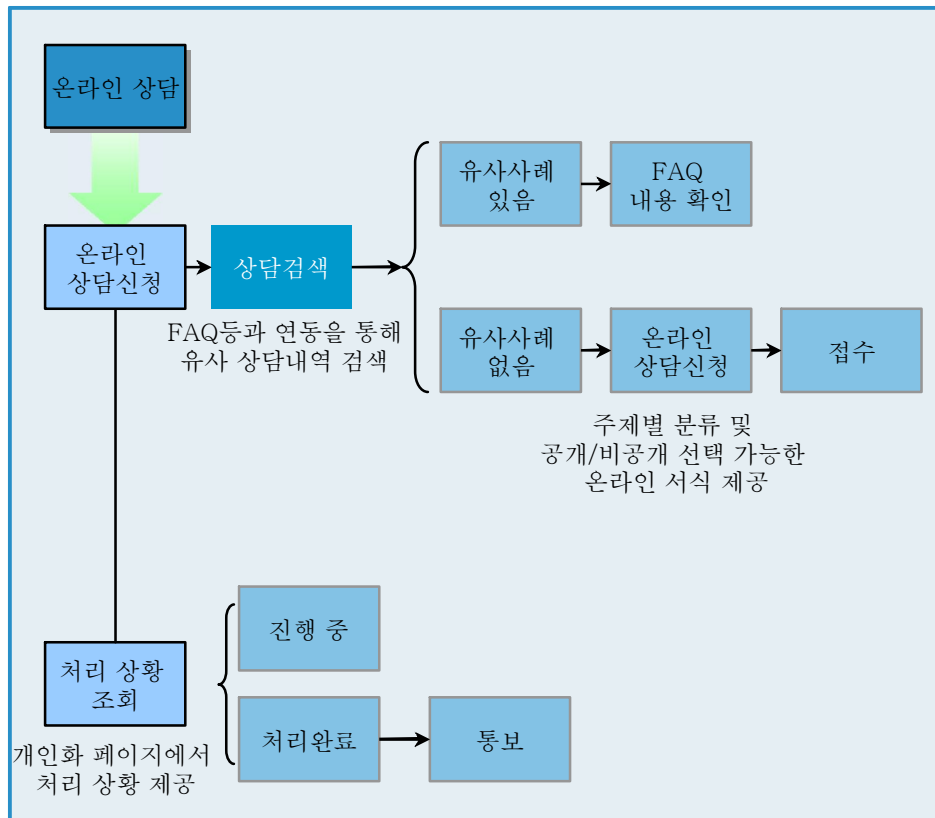 온라인 상담
온라인
상담신청
상담검색
FAQ등과 연동을 통해
유사 상담내역 검색
유사사례
있음
FAQ
내용 확인
유사사례
없음
온라인
상담신청
접수
주제별 분류 및
공개/비공개 선택 가능한
온라인 서식 제공
처리 상황
조회
개인화 페이지에서
처리 상황 제공
진행 중
처리완료
통보